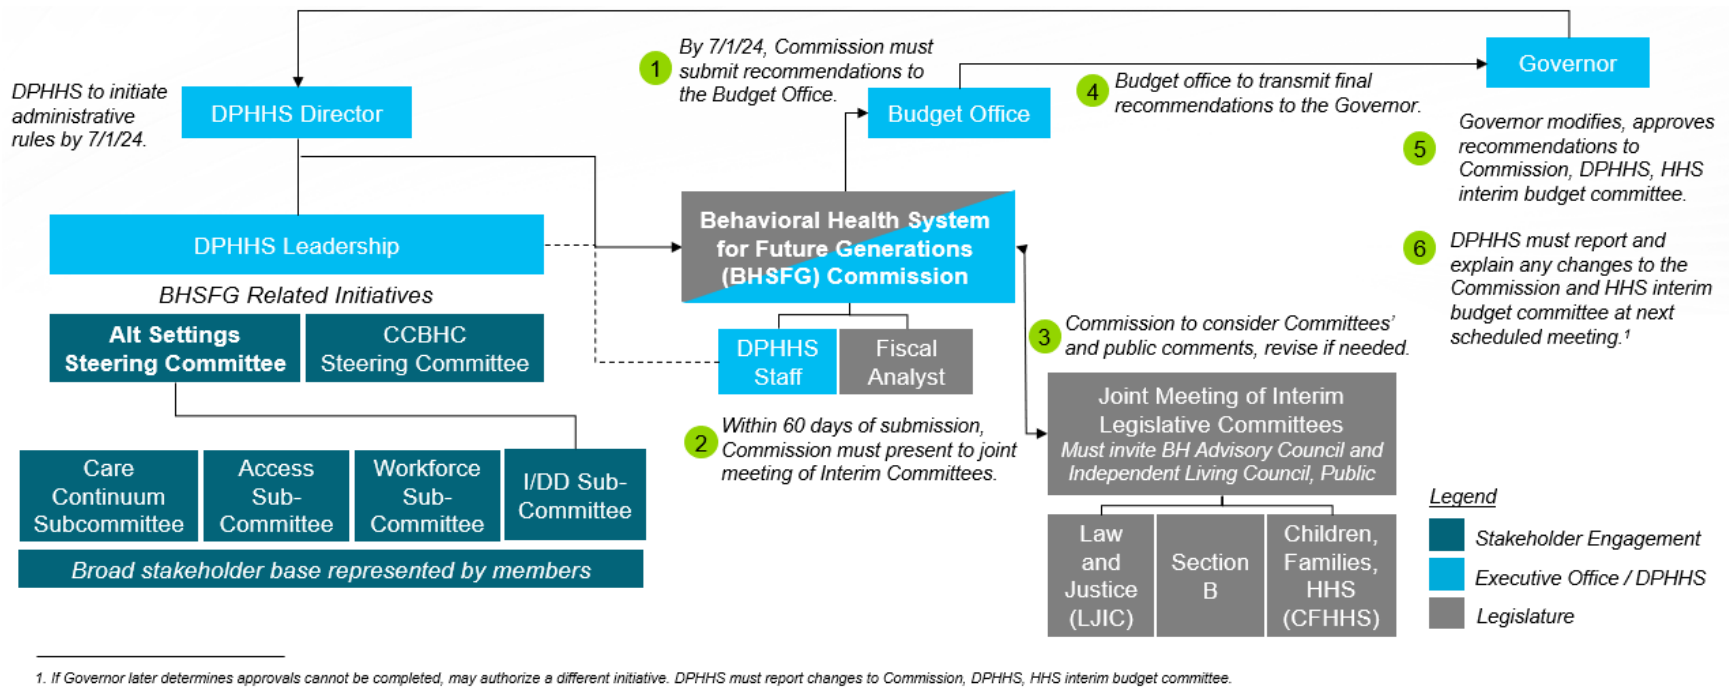 DPHHS to initiate
administrative
rules by 7/1/24.
DPHHS Director
1
By 7/1/24, Commission must
submit recommendations to
the Budget Office.
Budget Office
4
Budget office to transmit final
recommendations to the Governor.
Governor
5
Governor modifies, approves
recommendations to
Commission, DPHHS, HHS
interim budget committee.
6
DPHHS must report and
explain any changes to the
Commission and HHS interim
budget committee at next
scheduled meeting.¹
DPHHS Leadership
BHSFG Related Initiatives
Alt Settings
Steering Committee
CCBHC
Steering Committee
Behavioral Health System
for Future Generations
(BHSFG) Commission
DPHHS
Staff
Fiscal
Analyst
2
Within 60 days of submission,
Commission must present to joint
meeting of Interim Committees.
3
Commission to consider Committees’
and public comments, revise if needed.
Joint Meeting of Interim
Legislative Committees
Must invite BH Advisory Council and
Independent Living Council, Public
Law
and
Justice
(LJIC)
Section
B
Children,
Families,
HHS
(CFHHS)
Care
Continuum
Subcommittee
Access
Sub-
Committee
Workforce
Sub-
Committee
I/DD Sub-
Committee
Broad stakeholder base represented by members
Legend
Stakeholder Engagement
Executive Office / DPHHS
Legislature
1. If Governor later determines approvals cannot be completed, may authorize a different initiative. DPHHS must report changes to Commission, DPHHS, HHS interim budget committee.